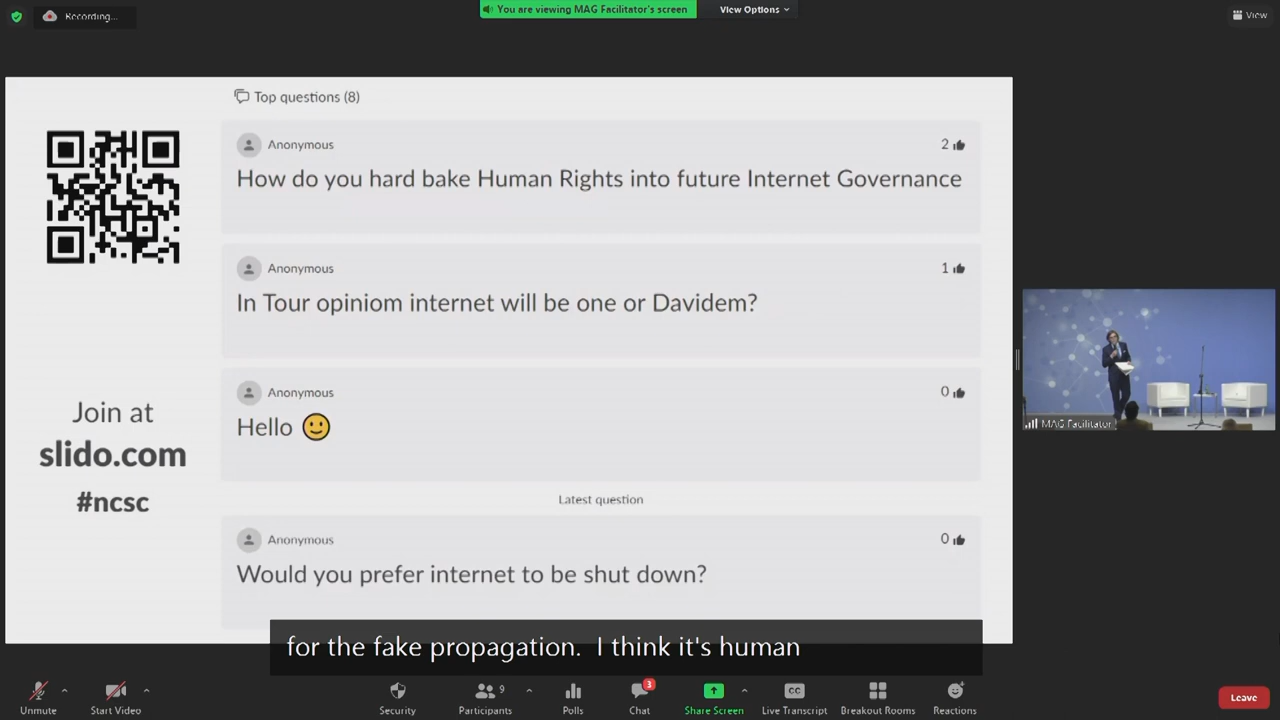 Recording...
You are viewing MAG Facilitator's screen
View Options
View
Top questions (8)
Anonymous
2
How do you hard bake Human Rights into future Internet Governance
Anonymous
1
In Tour opiniom internet will be one or Davidem?
Anonymous
0
Hello 🙂
Join at
slido.com
#ncsc
Latest question
Anonymous
0
Would you prefer internet to be shut down?
MAG Facilitator
for the fake propagation.  I think it's human
9
3
CC
Unmute
Start Video
Security
Participants
Polls
Chat
Share Screen
Live Transcript
Breakout Rooms
Reactions
Leave